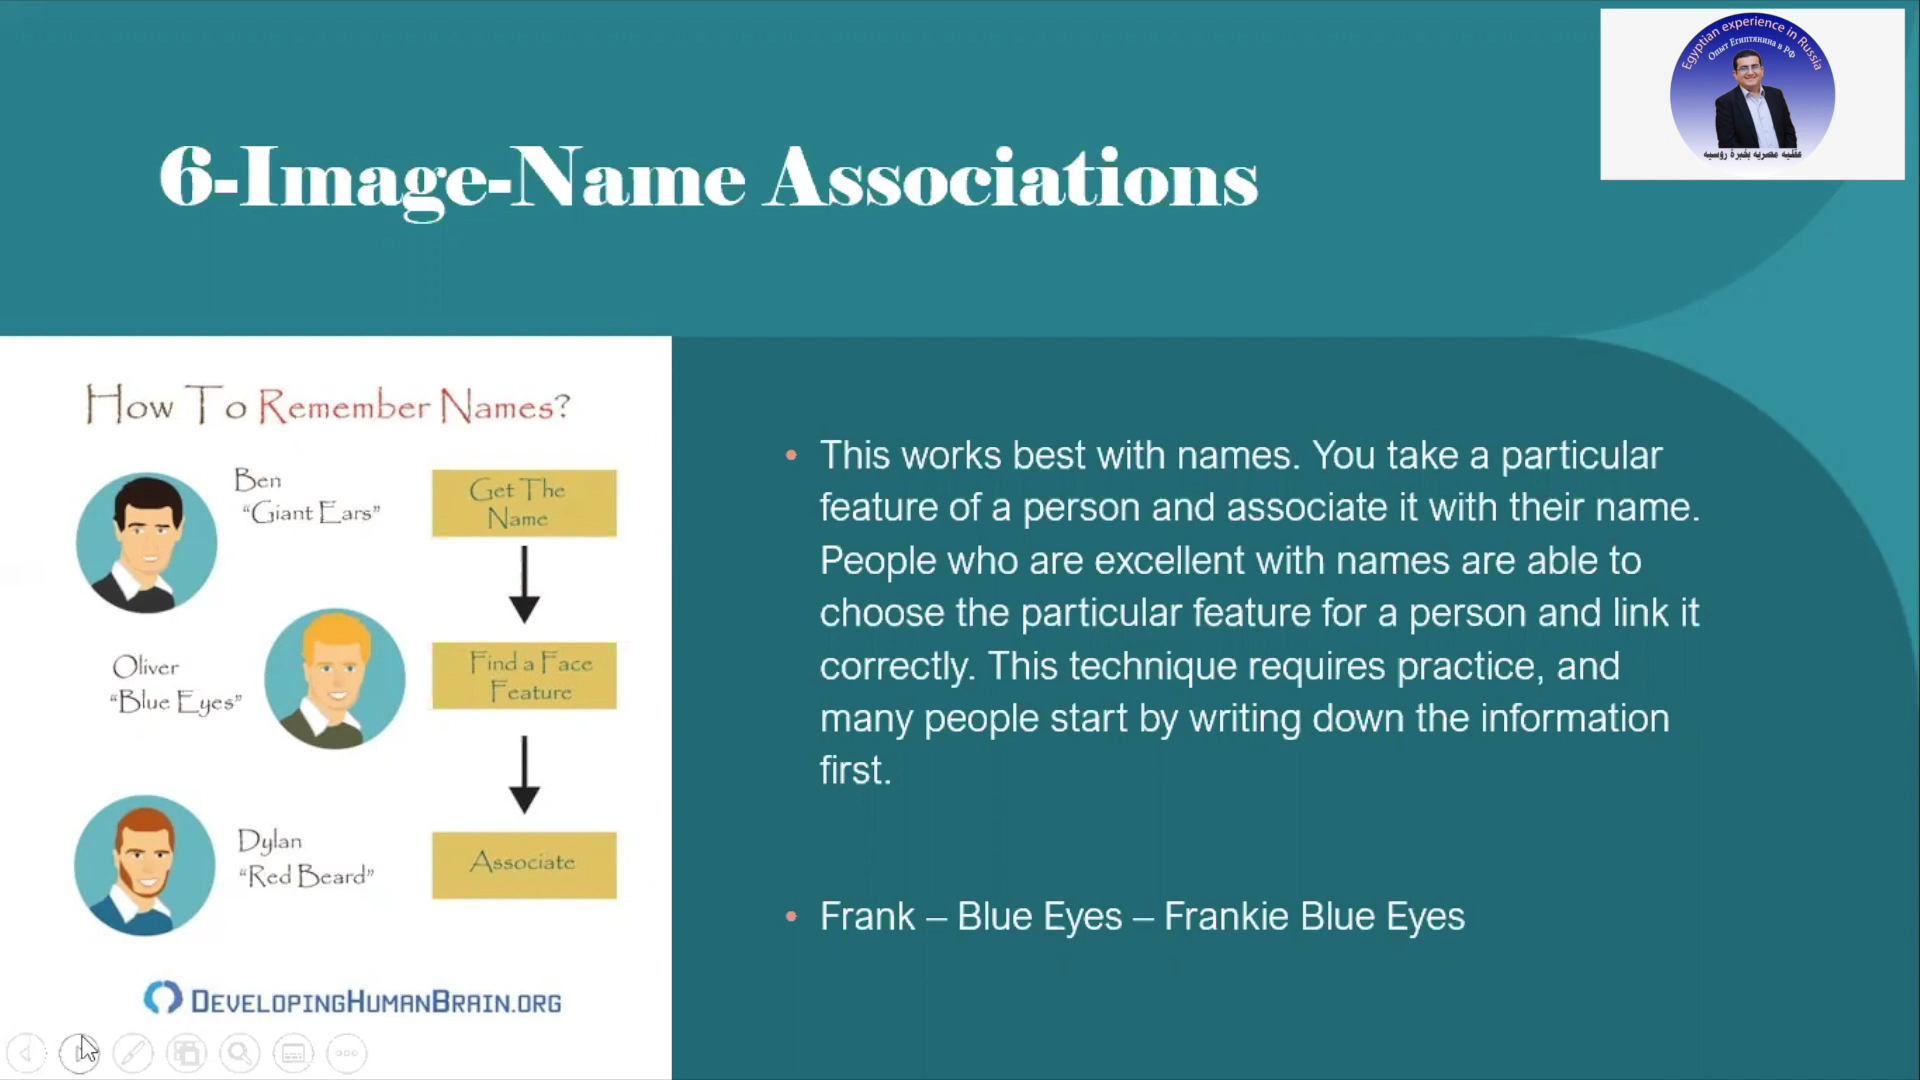 Egyptian experience in Russia
Опыт Египтянина в РФ
عقليه مصريه بخبرة روسيه
6-Image-Name Associations
How To Remember Names?
Ben
“Giant Ears”
Get The
Name
Oliver
“Blue Eyes”
Find a Face
Feature
Dylan
“Red Beard”
Associate
DevelopingHumanBrain.org
• This works best with names. You take a particular
feature of a person and associate it with their name.
People who are excellent with names are able to
choose the particular feature for a person and link it
correctly. This technique requires practice, and
many people start by writing down the information
first.
• Frank – Blue Eyes – Frankie Blue Eyes